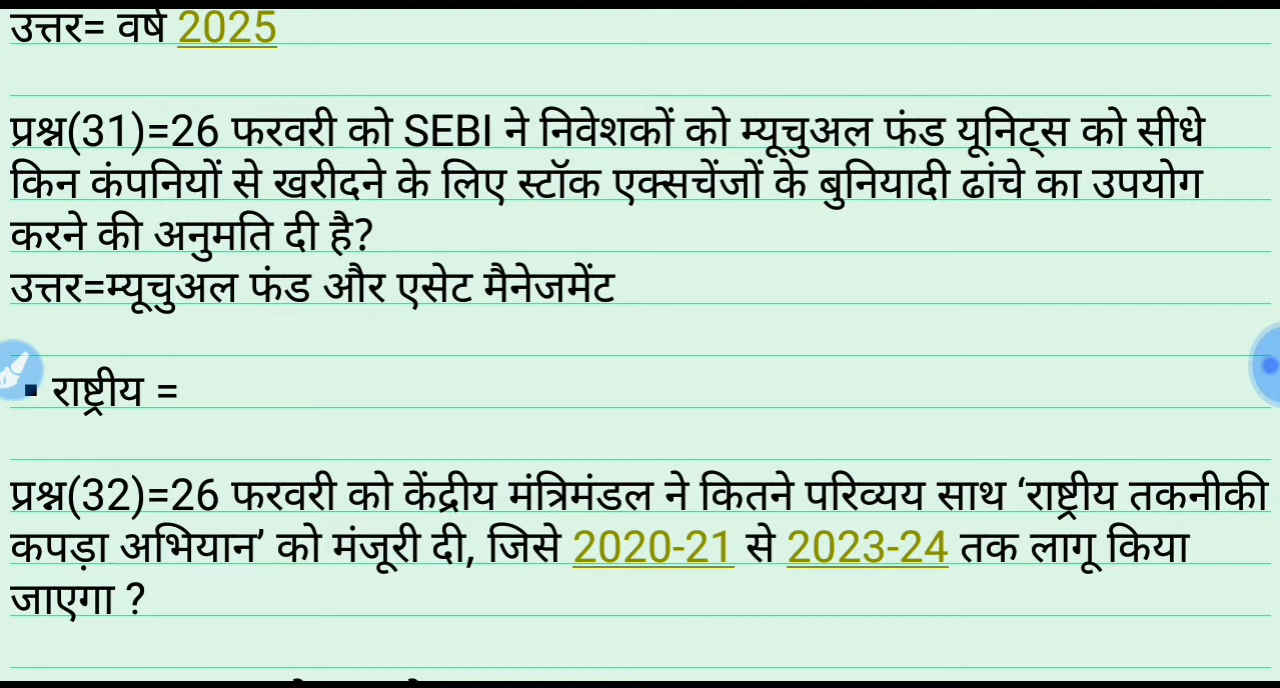 उत्तर= वर्ष 2025
प्रश्न(31)=26 फरवरी को SEBI ने निवेशकों को म्यूचुअल फंड यूनिट्स को सीधे
किन कंपनियों से खरीदने के लिए स्टॉक एक्सचेंजों के बुनियादी ढांचे का उपयोग
करने की अनुमति दी है?
उत्तर=म्यूचुअल फंड और एसेट मैनेजमेंट
▪ राष्ट्रीय =
प्रश्न(32)=26 फरवरी को केंद्रीय मंत्रिमंडल ने कितने परिव्यय साथ ‘राष्ट्रीय तकनीकी
कपड़ा अभियान’ को मंजूरी दी, जिसे 2020-21 से 2023-24 तक लागू किया
जाएगा ?